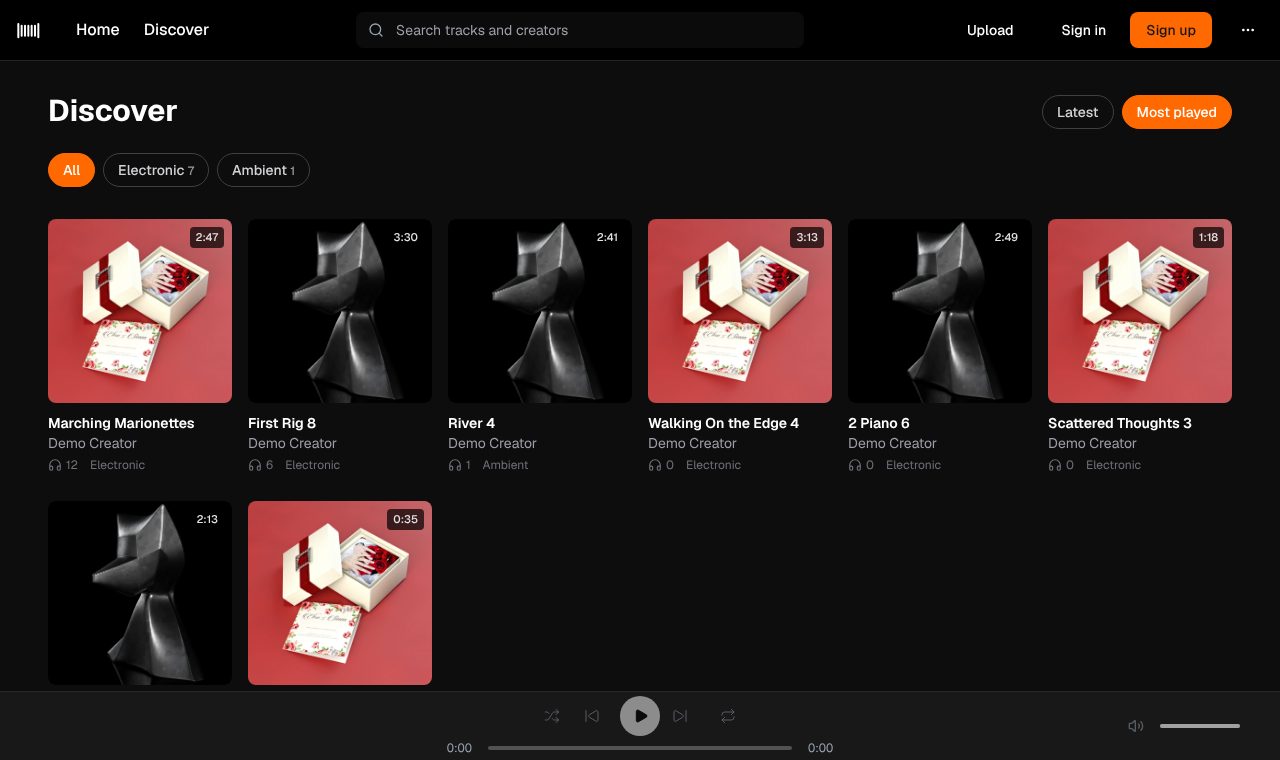 Home Discover Search tracks and creators Upload Sign in Sign up
Discover Latest Most played
All Electronic 7 Ambient 1
2:47 3:30 2:41 3:13 2:49 1:18
Marching Marionettes First Rig 8 River 4 Walking On the Edge 4 2 Piano 6 Scattered Thoughts 3
Demo Creator Demo Creator Demo Creator Demo Creator Demo Creator Demo Creator
12 Electronic 6 Electronic 1 Ambient 0 Electronic 0 Electronic 0 Electronic
2:13 0:35
0:00 0:00